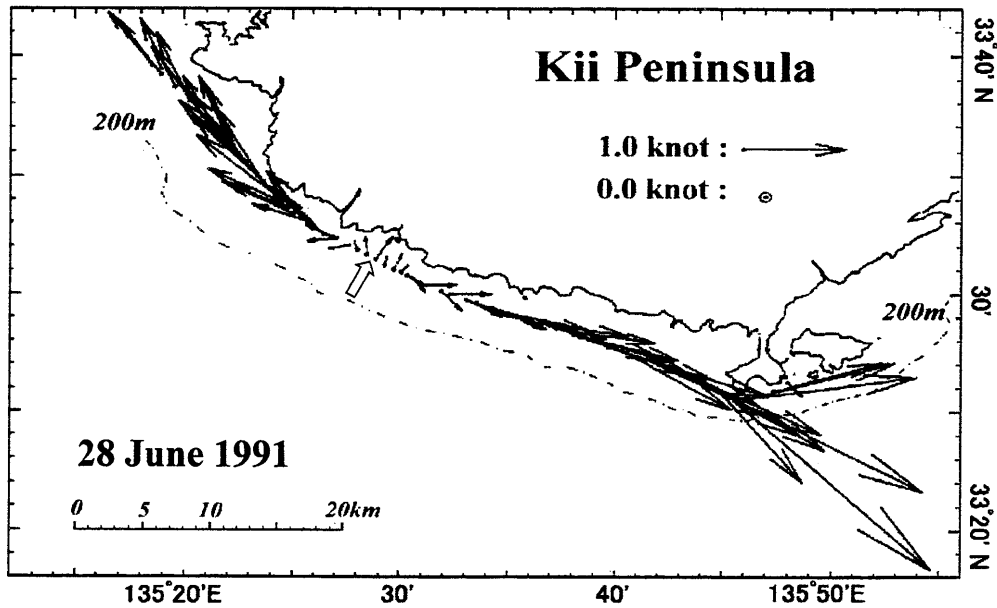 Kii Peninsula
33°40' N
200m
1.0 knot :
0.0 knot :
30'
200m
28 June 1991
0 5 10 20km
33°20' N
135°20'E 30' 40' 135°50'E